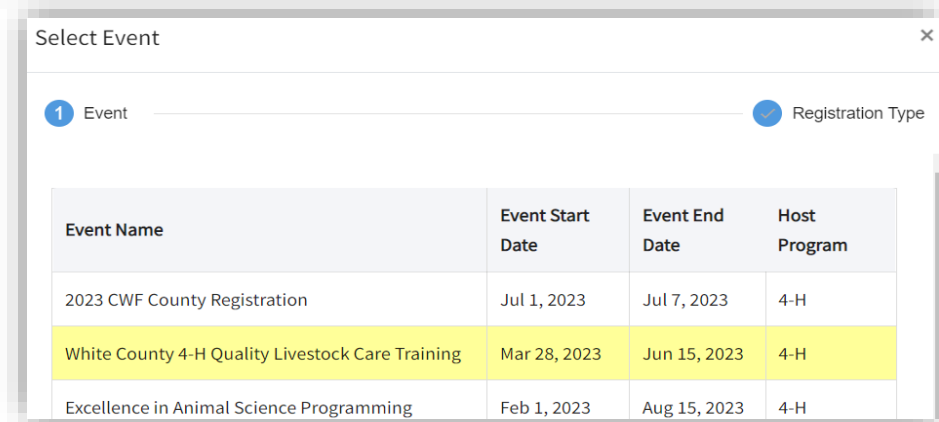 Select Event ×
1 Event Registration Type
Event Name Event Start Date Event End Date Host Program
2023 CWF County Registration Jul 1, 2023 Jul 7, 2023 4-H
White County 4-H Quality Livestock Care Training Mar 28, 2023 Jun 15, 2023 4-H
Excellence in Animal Science Programming Feb 1, 2023 Aug 15, 2023 4-H